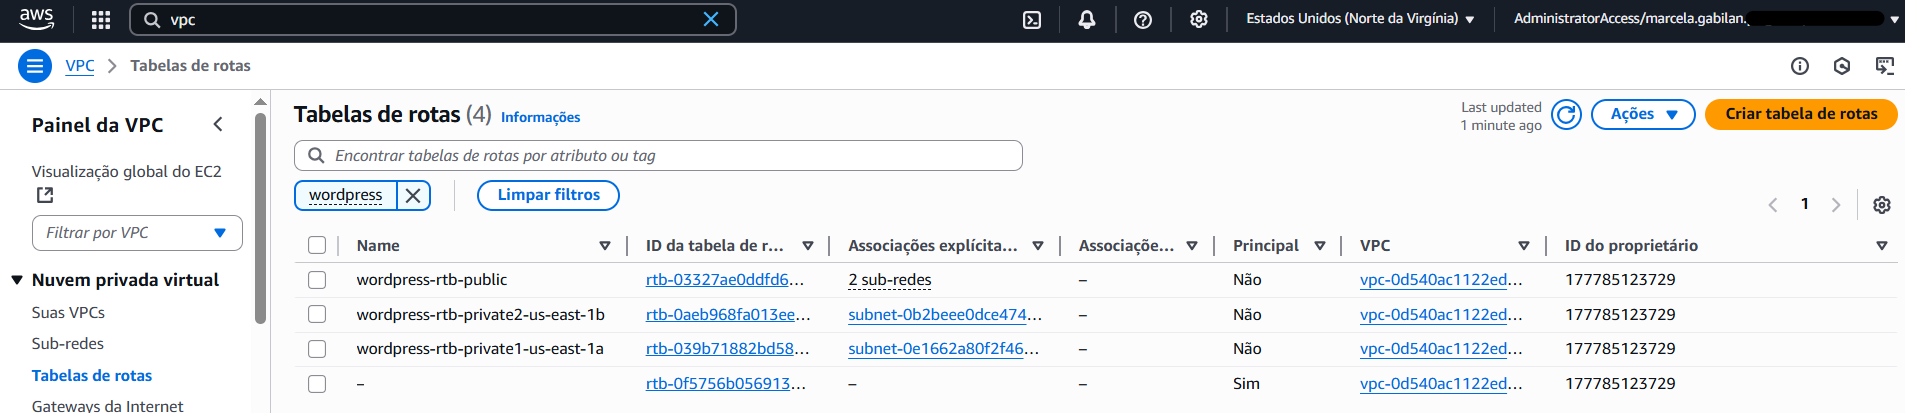 aws
vpc
Estados Unidos (Norte da Virgínia)
AdministratorAccess/marcela.gabilan.
VPC
Tabelas de rotas
Painel da VPC
Visualização global do EC2
Filtrar por VPC
Nuvem privada virtual
Suas VPCs
Sub-redes
Tabelas de rotas
Gateways da Internet
Tabelas de rotas (4) Informações
Last updated
1 minute ago
Ações
Criar tabela de rotas
Encontrar tabelas de rotas por atributo ou tag
wordpress
Limpar filtros
1
Name ID da tabela de r... Associações explícita... Associaçõe... Principal VPC ID do proprietário
wordpress-rtb-public rtb-03327ae0ddfd6... 2 sub-redes – Não vpc-0d540ac1122ed... 177785123729
wordpress-rtb-private2-us-east-1b rtb-0aeb968fa013ee... subnet-0b2beee0dce474... – Não vpc-0d540ac1122ed... 177785123729
wordpress-rtb-private1-us-east-1a rtb-039b71882bd58... subnet-0e1662a80f2f46... – Não vpc-0d540ac1122ed... 177785123729
– rtb-0f5756b056913... – – Sim vpc-0d540ac1122ed... 177785123729